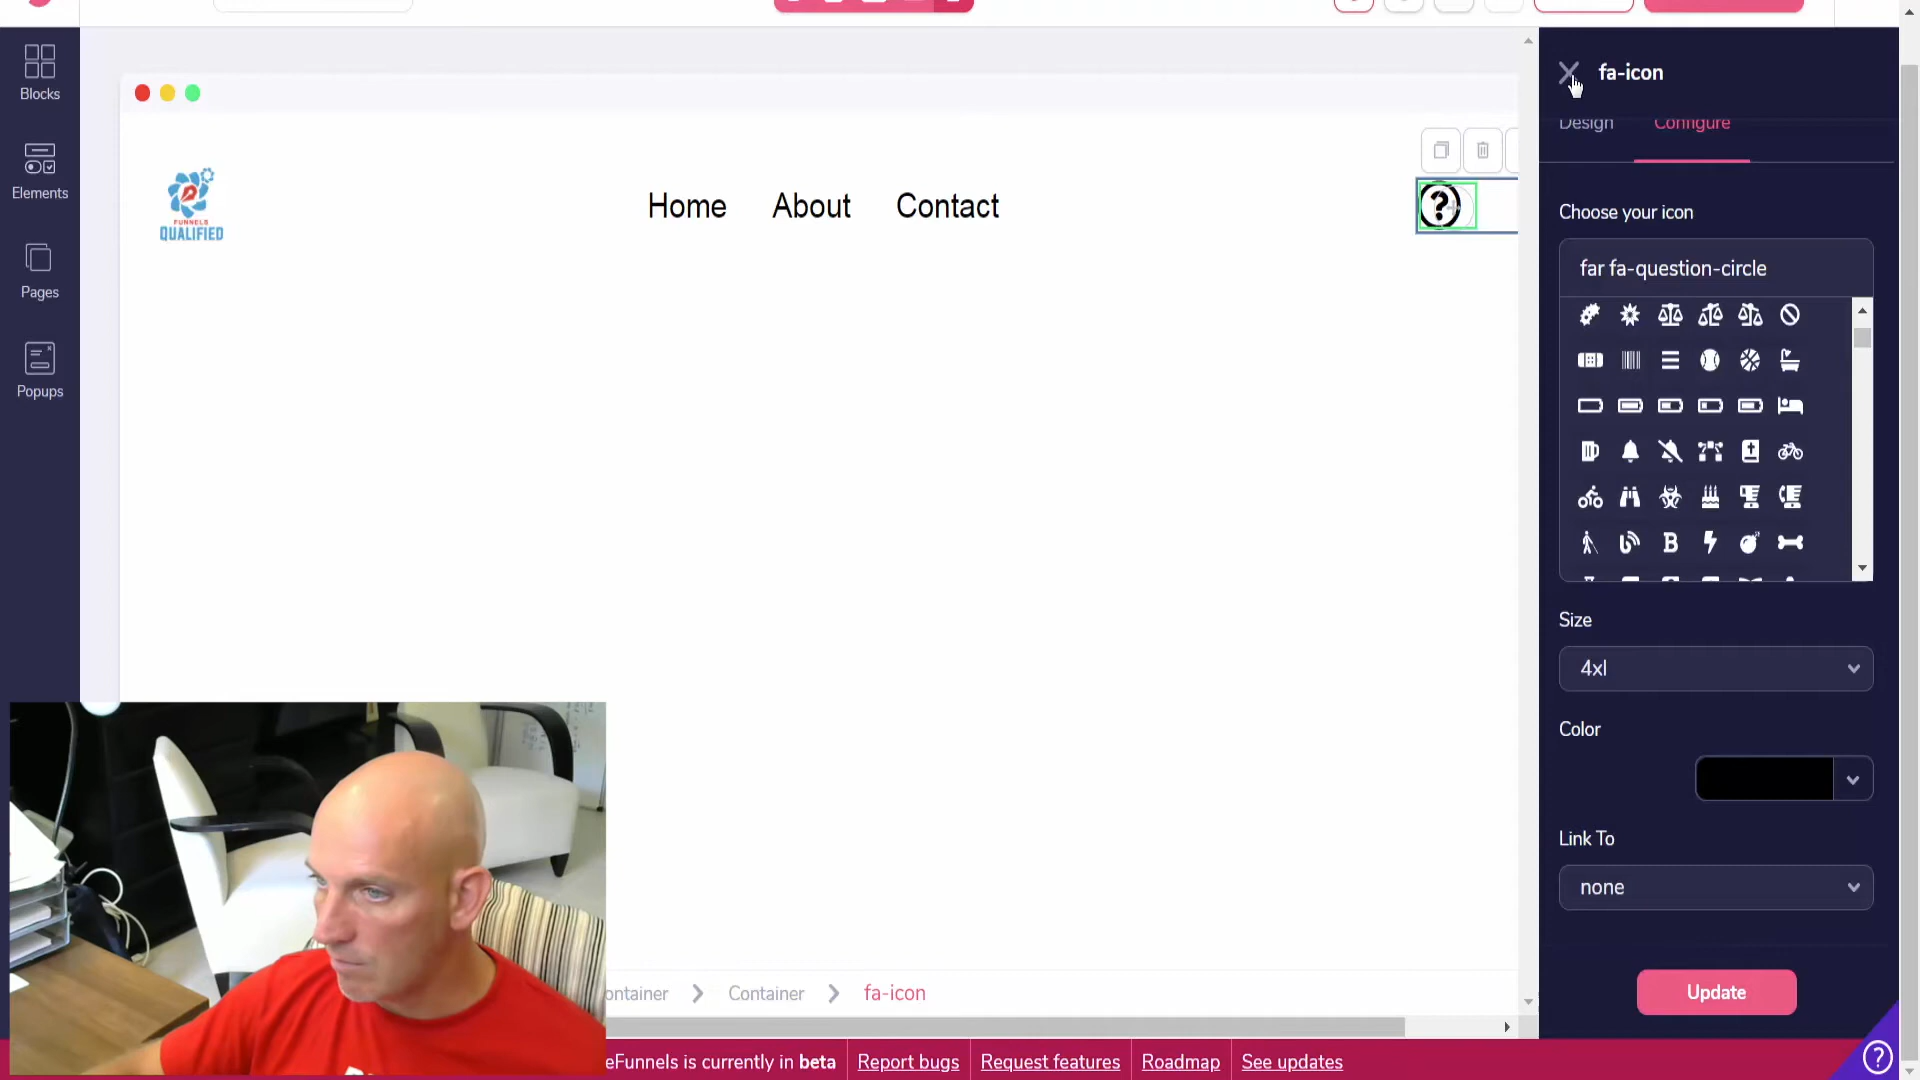 Blocks
Elements
Pages
Popups
FUNNELS
QUALIFIED
Home
About
Contact
fa-icon
Design
Configure
Choose your icon
far fa-question-circle
Size
4xl
Color
Link To
none
Update
ontainer
Container
fa-icon
eFunnels is currently in beta
Report bugs
Request features
Roadmap
See updates